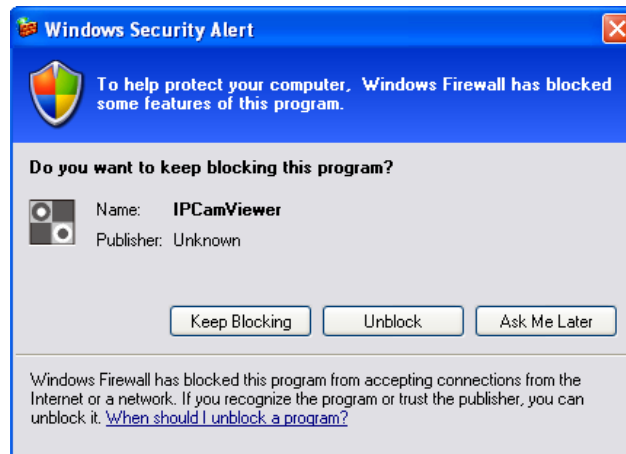 Windows Security Alert
To help protect your computer, Windows Firewall has blocked
some features of this program.
Do you want to keep blocking this program?
Name: IPCamViewer
Publisher: Unknown
Keep Blocking Unblock Ask Me Later
Windows Firewall has blocked this program from accepting connections from the
Internet or a network. If you recognize the program or trust the publisher, you can
unblock it. When should I unblock a program?